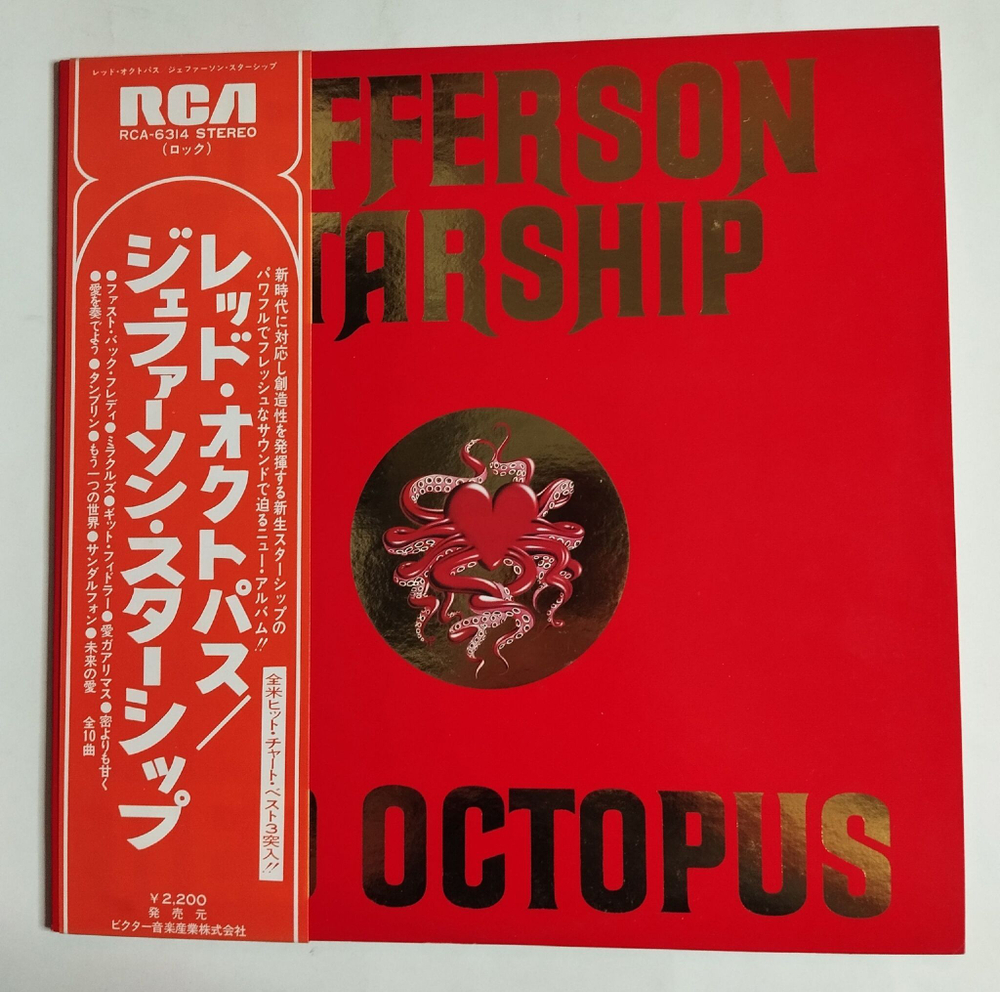 レッド・オクトパス ジェファーソン・スターシップ
RCA
RCA-6314 STEREO
(ロック)
新時代に対応し創造性を発揮する新生スターシップの
パワフルでフレッシュなサウンドで迫るニュー・アルバム!!
全米ヒット・チャート・ベスト3突入!!
レッド・オクトパス/
ジェファーソン・スターシップ
●ファスト・バック・フレディ●ミラクルズ●ギット・フィドラー●愛ガアリマス●密よりも甘く
●愛を奏でよう●タンブリン●もう一つの世界●サンダルフォン●未来の愛 全10曲
¥2,200
発売元
ビクター音楽産業株式会社
FFERSON
TARSHIP
OCTOPUS